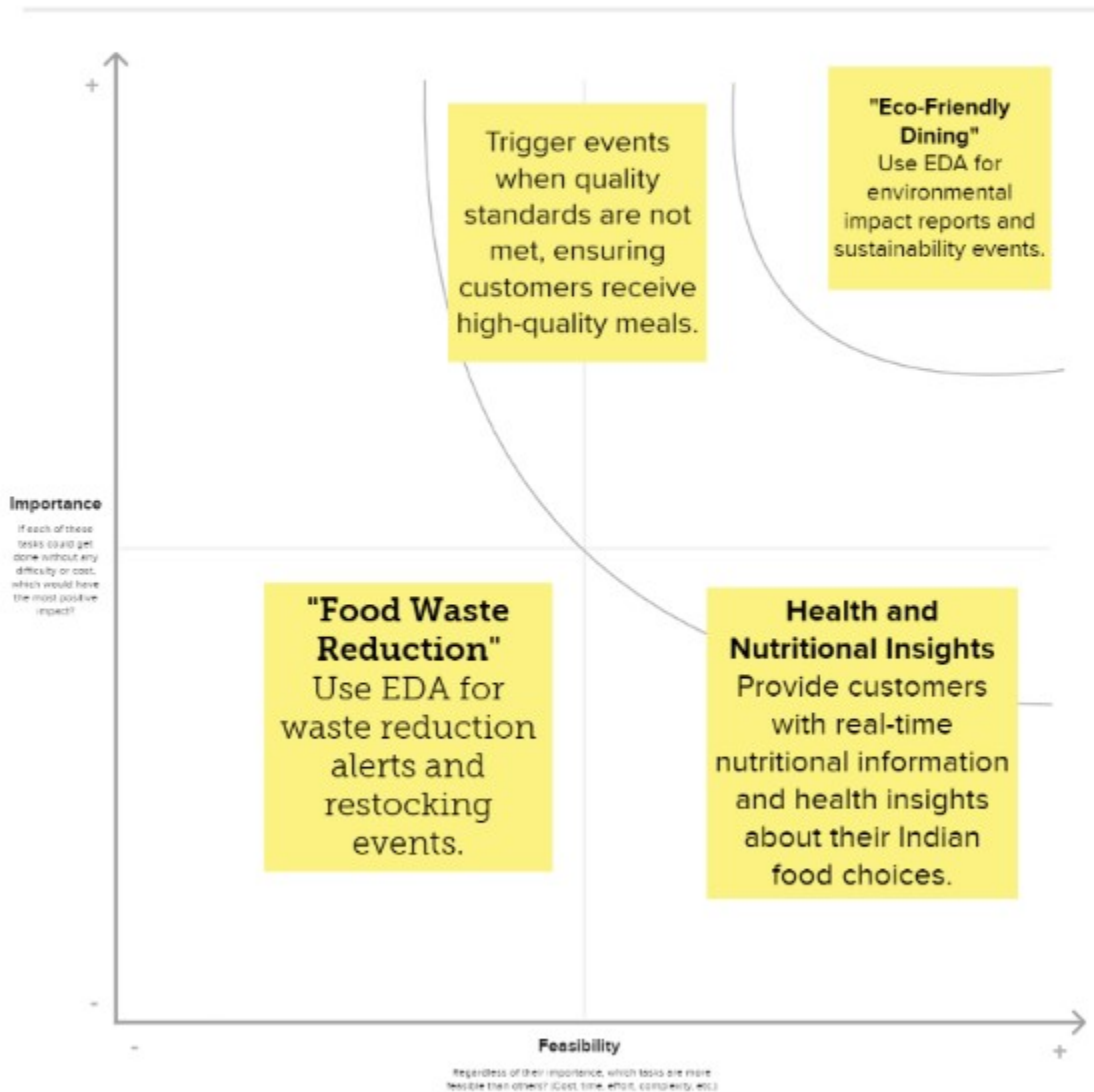 +
Trigger events
when quality
standards are not
met, ensuring
customers receive
high-quality meals.
"Eco-Friendly
Dining"
Use EDA for
environmental
impact reports and
sustainability events.
Importance
If each of these
tasks could get
done without any
difficulty or cost,
which would have
the most positive
impact?
"Food Waste
Reduction"
Use EDA for
waste reduction
alerts and
restocking
events.
Health and
Nutritional Insights
Provide customers
with real-time
nutritional information
and health insights
about their Indian
food choices.
-
-
Feasibility
+
Regardless of their importance, which tasks are more
feasible than others? (Cost, time, effort, complexity, etc.)